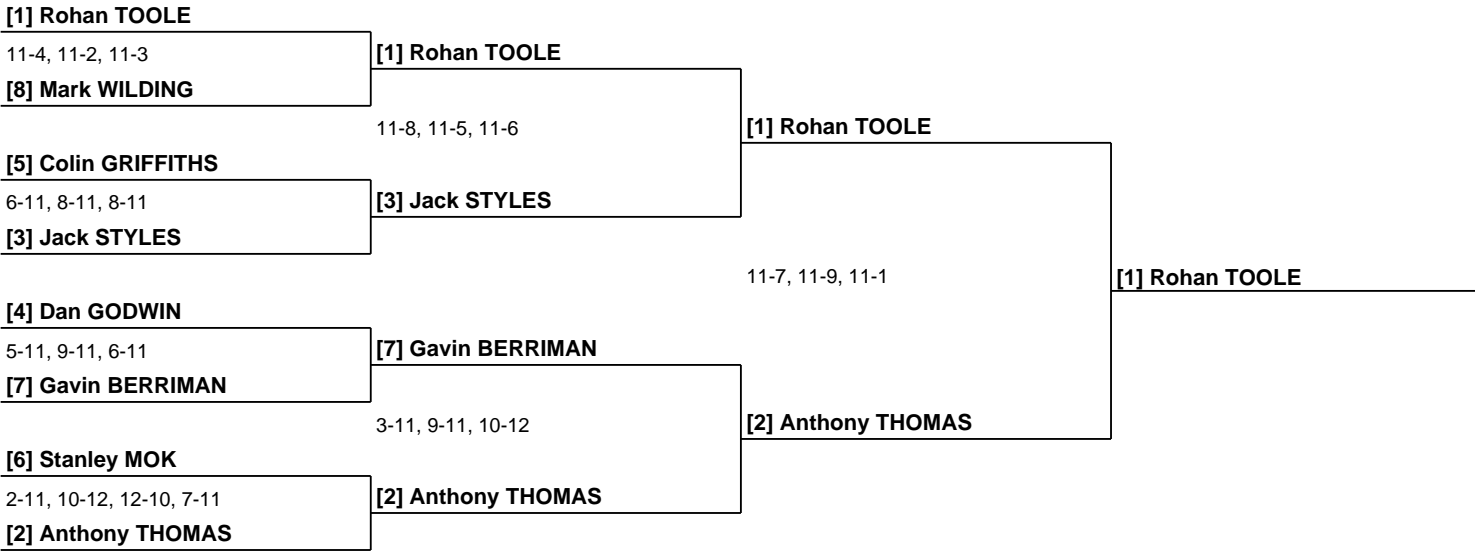 [1] Rohan TOOLE
11-4, 11-2, 11-3
[8] Mark WILDING
[5] Colin GRIFFITHS
6-11, 8-11, 8-11
[3] Jack STYLES
[4] Dan GODWIN
5-11, 9-11, 6-11
[7] Gavin BERRIMAN
[6] Stanley MOK
2-11, 10-12, 12-10, 7-11
[2] Anthony THOMAS
[1] Rohan TOOLE
11-8, 11-5, 11-6
[3] Jack STYLES
[7] Gavin BERRIMAN
3-11, 9-11, 10-12
[2] Anthony THOMAS
[1] Rohan TOOLE
11-7, 11-9, 11-1
[2] Anthony THOMAS
[1] Rohan TOOLE